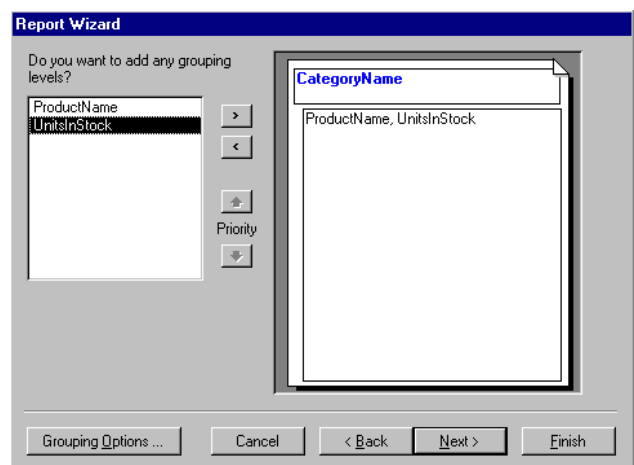 Report Wizard
Do you want to add any grouping
levels?
ProductName
UnitsInStock
>
<
Priority
CategoryName
ProductName, UnitsInStock
Grouping Options ...
Cancel
< Back
Next >
Finish